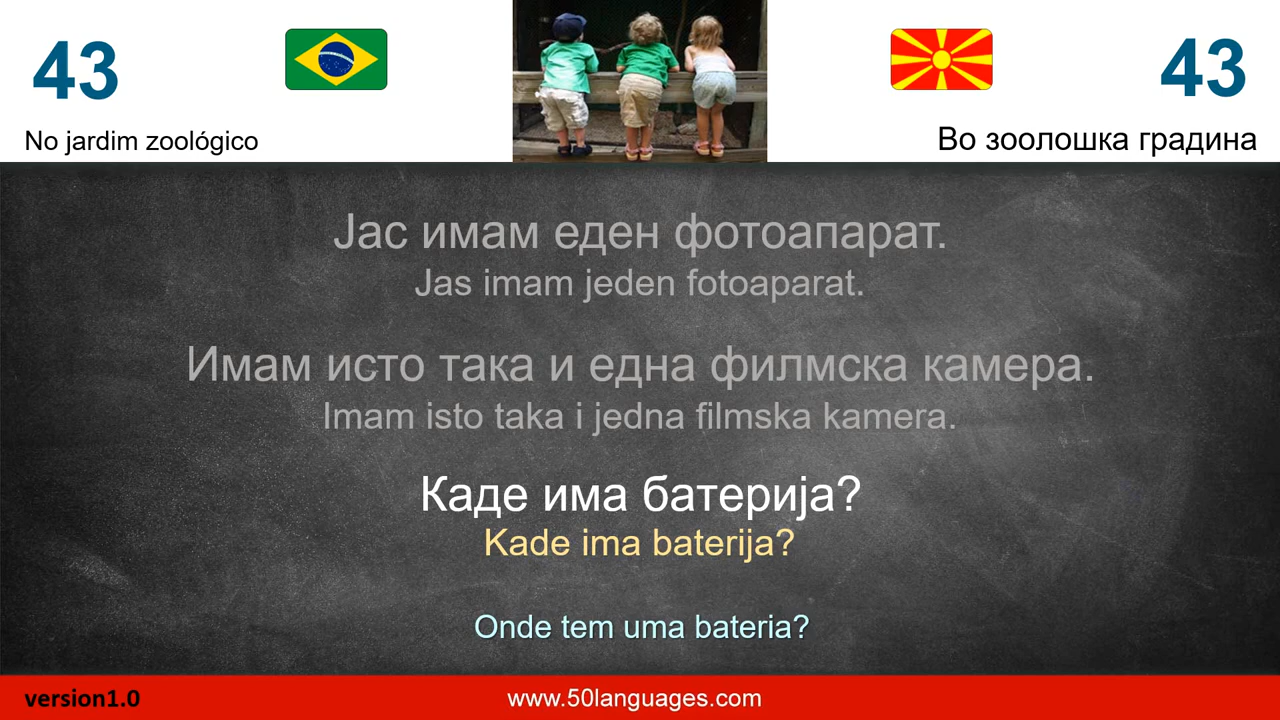 43
43
No jardim zoológico
Во зоолошка градина
Јас имам еден фотоапарат.
Jas imam jeden fotoaparat.
Имам исто така и една филмска камера.
Imam isto taka i jedna filmska kamera.
Каде има батерија?
Kade ima baterija?
Onde tem uma bateria?
version1.0
www.50languages.com